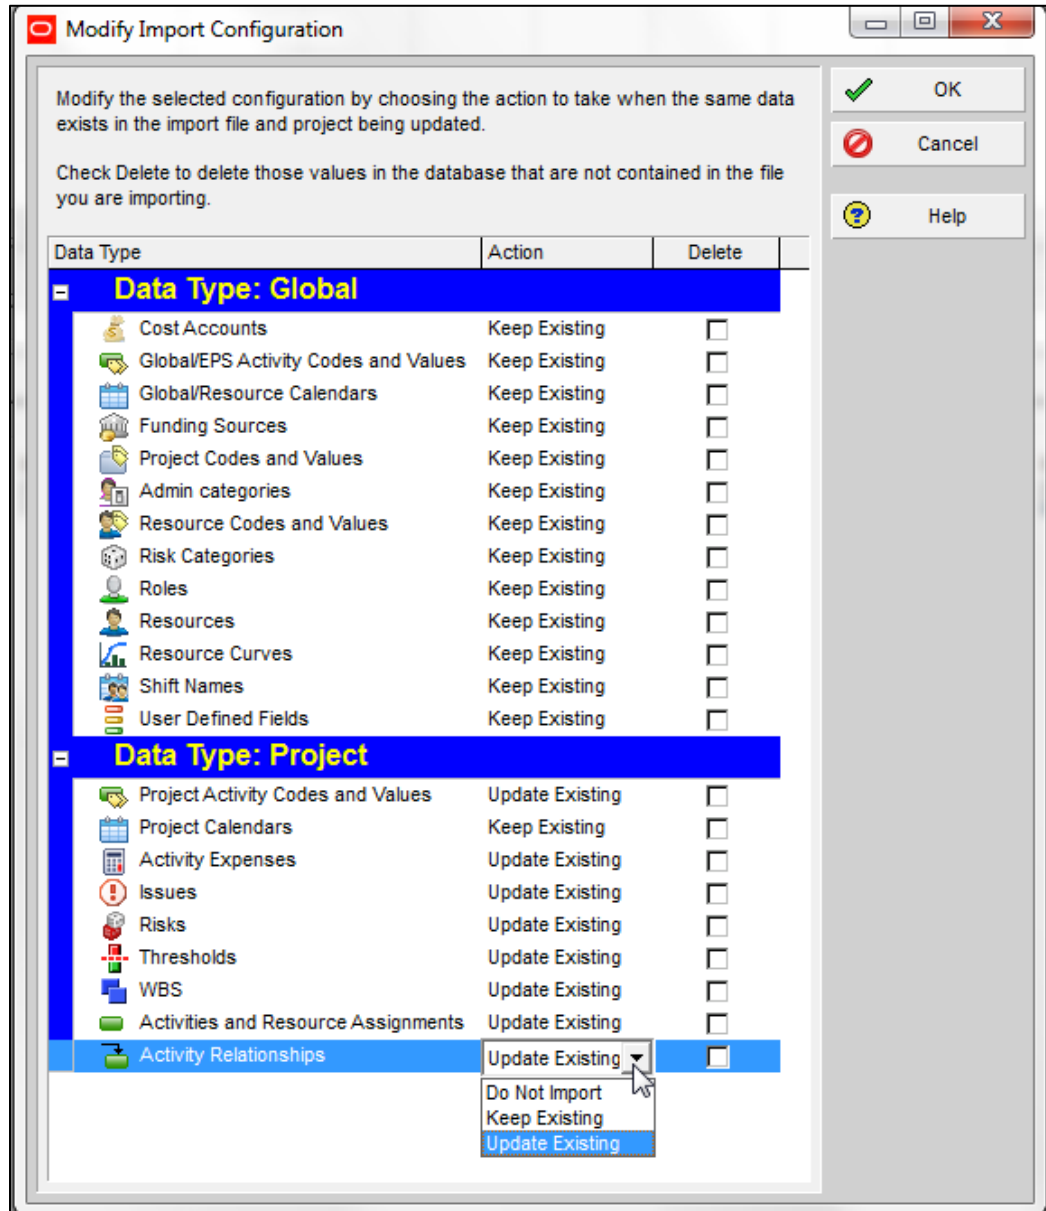 Modify Import Configuration
Modify the selected configuration by choosing the action to take when the same data
exists in the import file and project being updated.
Check Delete to delete those values in the database that are not contained in the file
you are importing.
OK
Cancel
Help
Data Type Action Delete
Data Type: Global
Cost Accounts Keep Existing
Global/EPS Activity Codes and Values Keep Existing
Global/Resource Calendars Keep Existing
Funding Sources Keep Existing
Project Codes and Values Keep Existing
Admin categories Keep Existing
Resource Codes and Values Keep Existing
Risk Categories Keep Existing
Roles Keep Existing
Resources Keep Existing
Resource Curves Keep Existing
Shift Names Keep Existing
User Defined Fields Keep Existing
Data Type: Project
Project Activity Codes and Values Update Existing
Project Calendars Keep Existing
Activity Expenses Update Existing
Issues Update Existing
Risks Update Existing
Thresholds Update Existing
WBS Update Existing
Activities and Resource Assignments Update Existing
Activity Relationships Update Existing
Do Not Import
Keep Existing
Update Existing